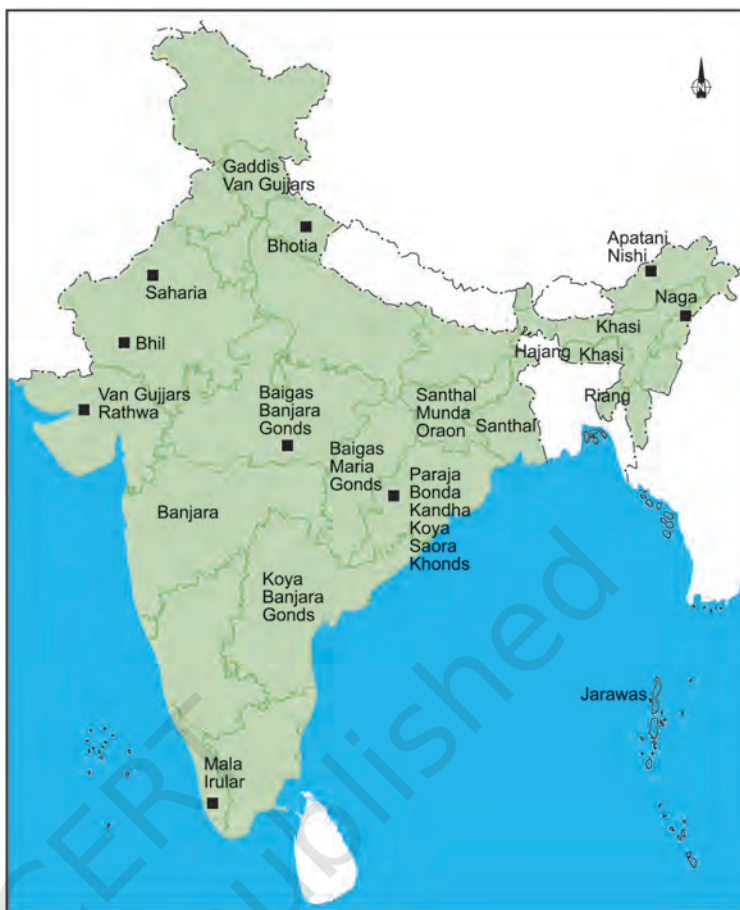 N
Gaddis
Van Gujjars
Bhotia
Apatani
Nishi
Saharia
Naga
Khasi
Bhil
Hajang
Khasi
Van Gujjars
Rathwa
Baigas
Banjara
Gonds
Santhal
Munda
Oraon
Santhal
Riang
Baigas
Maria
Gonds
Paraja
Bonda
Kandha
Koya
Saora
Khonds
Banjara
Koya
Banjara
Gonds
Jarawas
Mala
Irular
CERT
published